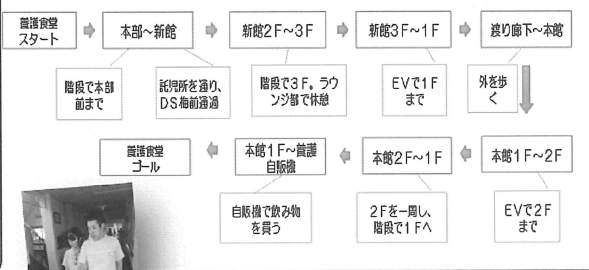 養護食堂
スタート
本部～新館
新館2F～3F
新館3F～1F
渡り廊下～本館
階段で本部
前まで
託児所を通り、
DS梅前通過
階段で3F。ラウ
ンジ部で休憩
EVで1F
まで
外を歩
く
養護食堂
ゴール
本館1F～養護
自販機
本館2F～1F
本館1F～2F
自販機で飲み物
を買う
2Fを一周し、
階段で1Fへ
EVで2F
まで